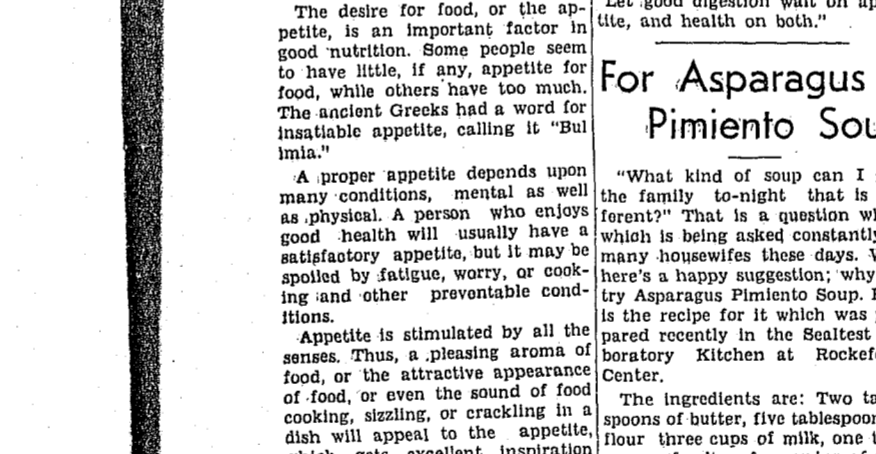 The desire for food, or the ap-
petite, is an important factor in
good nutrition. Some people seem
to have little, if any, appetite for
food, while others have too much.
The ancient Greeks had a word for
insatiable appetite, calling it "Bul
imia."
A proper appetite depends upon
many conditions, mental as well
as physical. A person who enjoys
good health will usually have a
satisfactory appetite, but it may be
spoiled by fatigue, worry, or cook-
ing and other preventable cond-
itions.
Appetite is stimulated by all the
senses. Thus, a pleasing aroma of
food, or the attractive appearance
of food, or even the sound of food
cooking, sizzling, or crackling in a
dish will appeal to the appetite,
which gets excellent inspiration
Let good digestion wait on
tite, and health on both."
For Asparagus
Pimiento
"What kind of soup can I
the family to-night that is
ferent?" That is a question
which is being asked constantly
many housewifes these days.
here's a happy suggestion; why
try Asparagus Pimiento Soup.
is the recipe for it which was
pared recently in the Sealtest
boratory Kitchen at
Center.
The ingredients are: Two
spoons of butter, five
flour three cups of milk, one